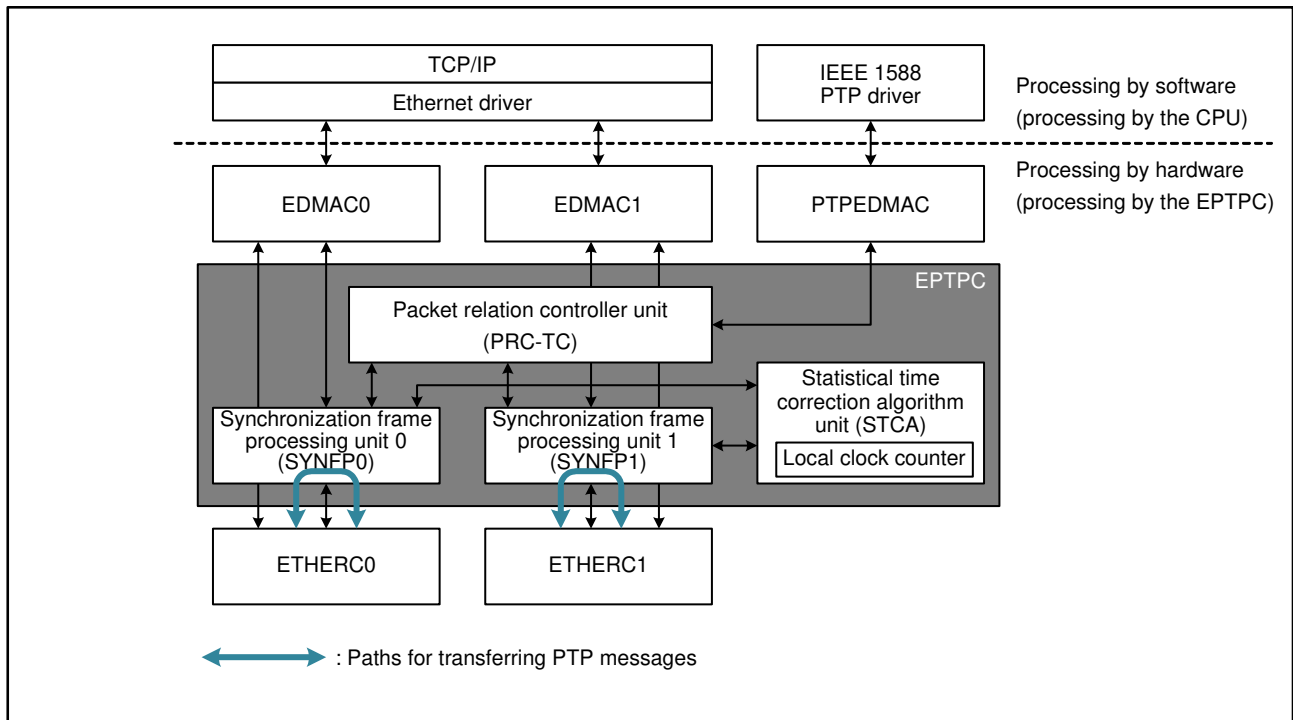 TCP/IP
Ethernet driver
IEEE 1588
PTP driver
Processing by software
(processing by the CPU)
Processing by hardware
(processing by the EPTPC)
EDMAC0
EDMAC1
PTPEDMAC
EPTPC
Packet relation controller unit
(PRC-TC)
Synchronization frame
processing unit 0
(SYNFP0)
Synchronization frame
processing unit 1
(SYNFP1)
Statistical time
correction algorithm
unit (STCA)
Local clock counter
ETHERC0
ETHERC1
: Paths for transferring PTP messages